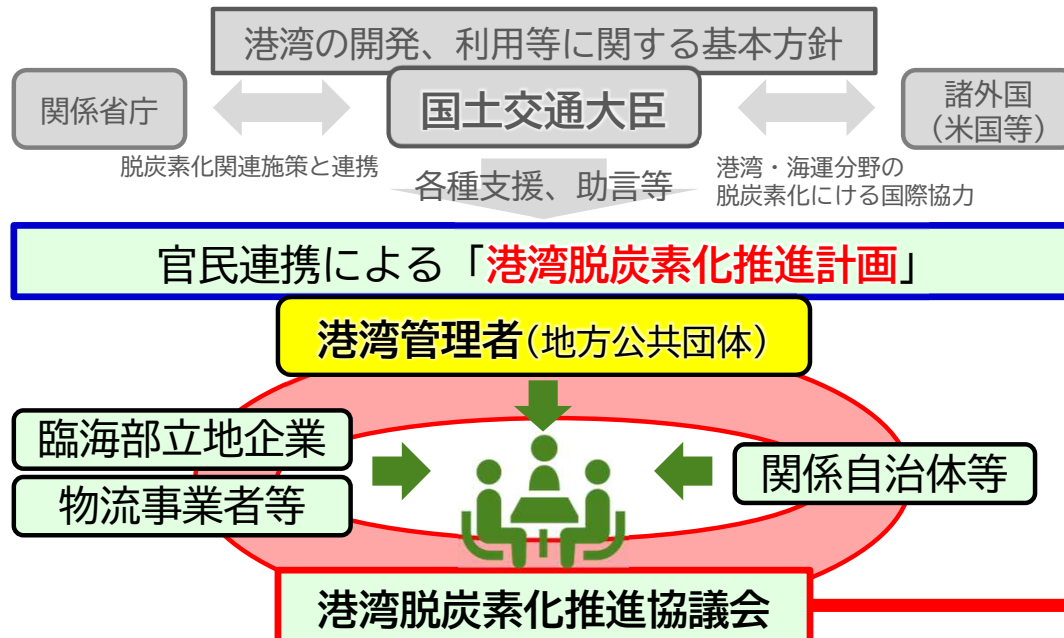 港湾の開発、利用等に関する基本方針
関係省庁
国土交通大臣
諸外国
（米国等）
脱炭素化関連施策と連携
各種支援、助言等
港湾・海運分野の
脱炭素化にける国際協力
官民連携による「港湾脱炭素化推進計画」
港湾管理者（地方公共団体）
臨海部立地企業
物流事業者等
関係自治体等
港湾脱炭素化推進協議会